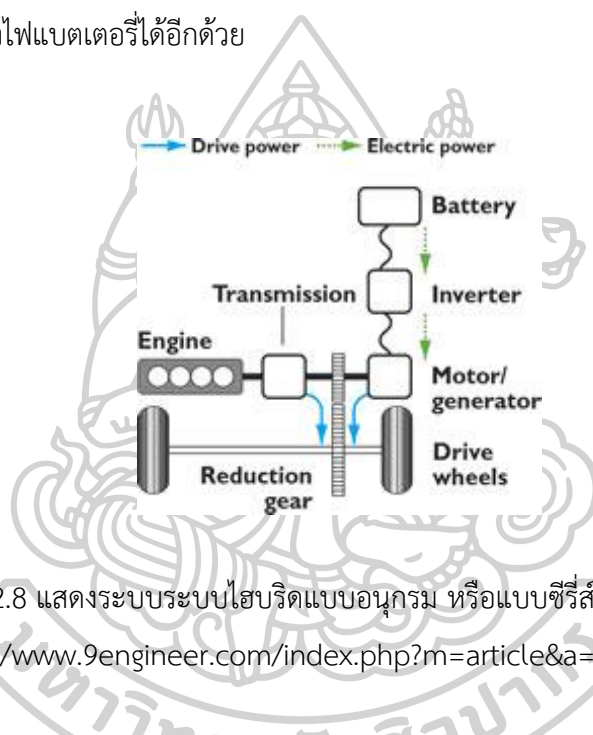 ไฟแบตเตอรี่ได้อีกด้วย
Drive power Electric power
Battery
Transmission Inverter
Engine
Motor/
generator
Drive
wheels
Reduction
gear
2.8 แสดงระบบระบบไฮบริดแบบอนุกรม หรือแบบซีรี่ส์
/www.9engineer.com/index.php?m=article&a=